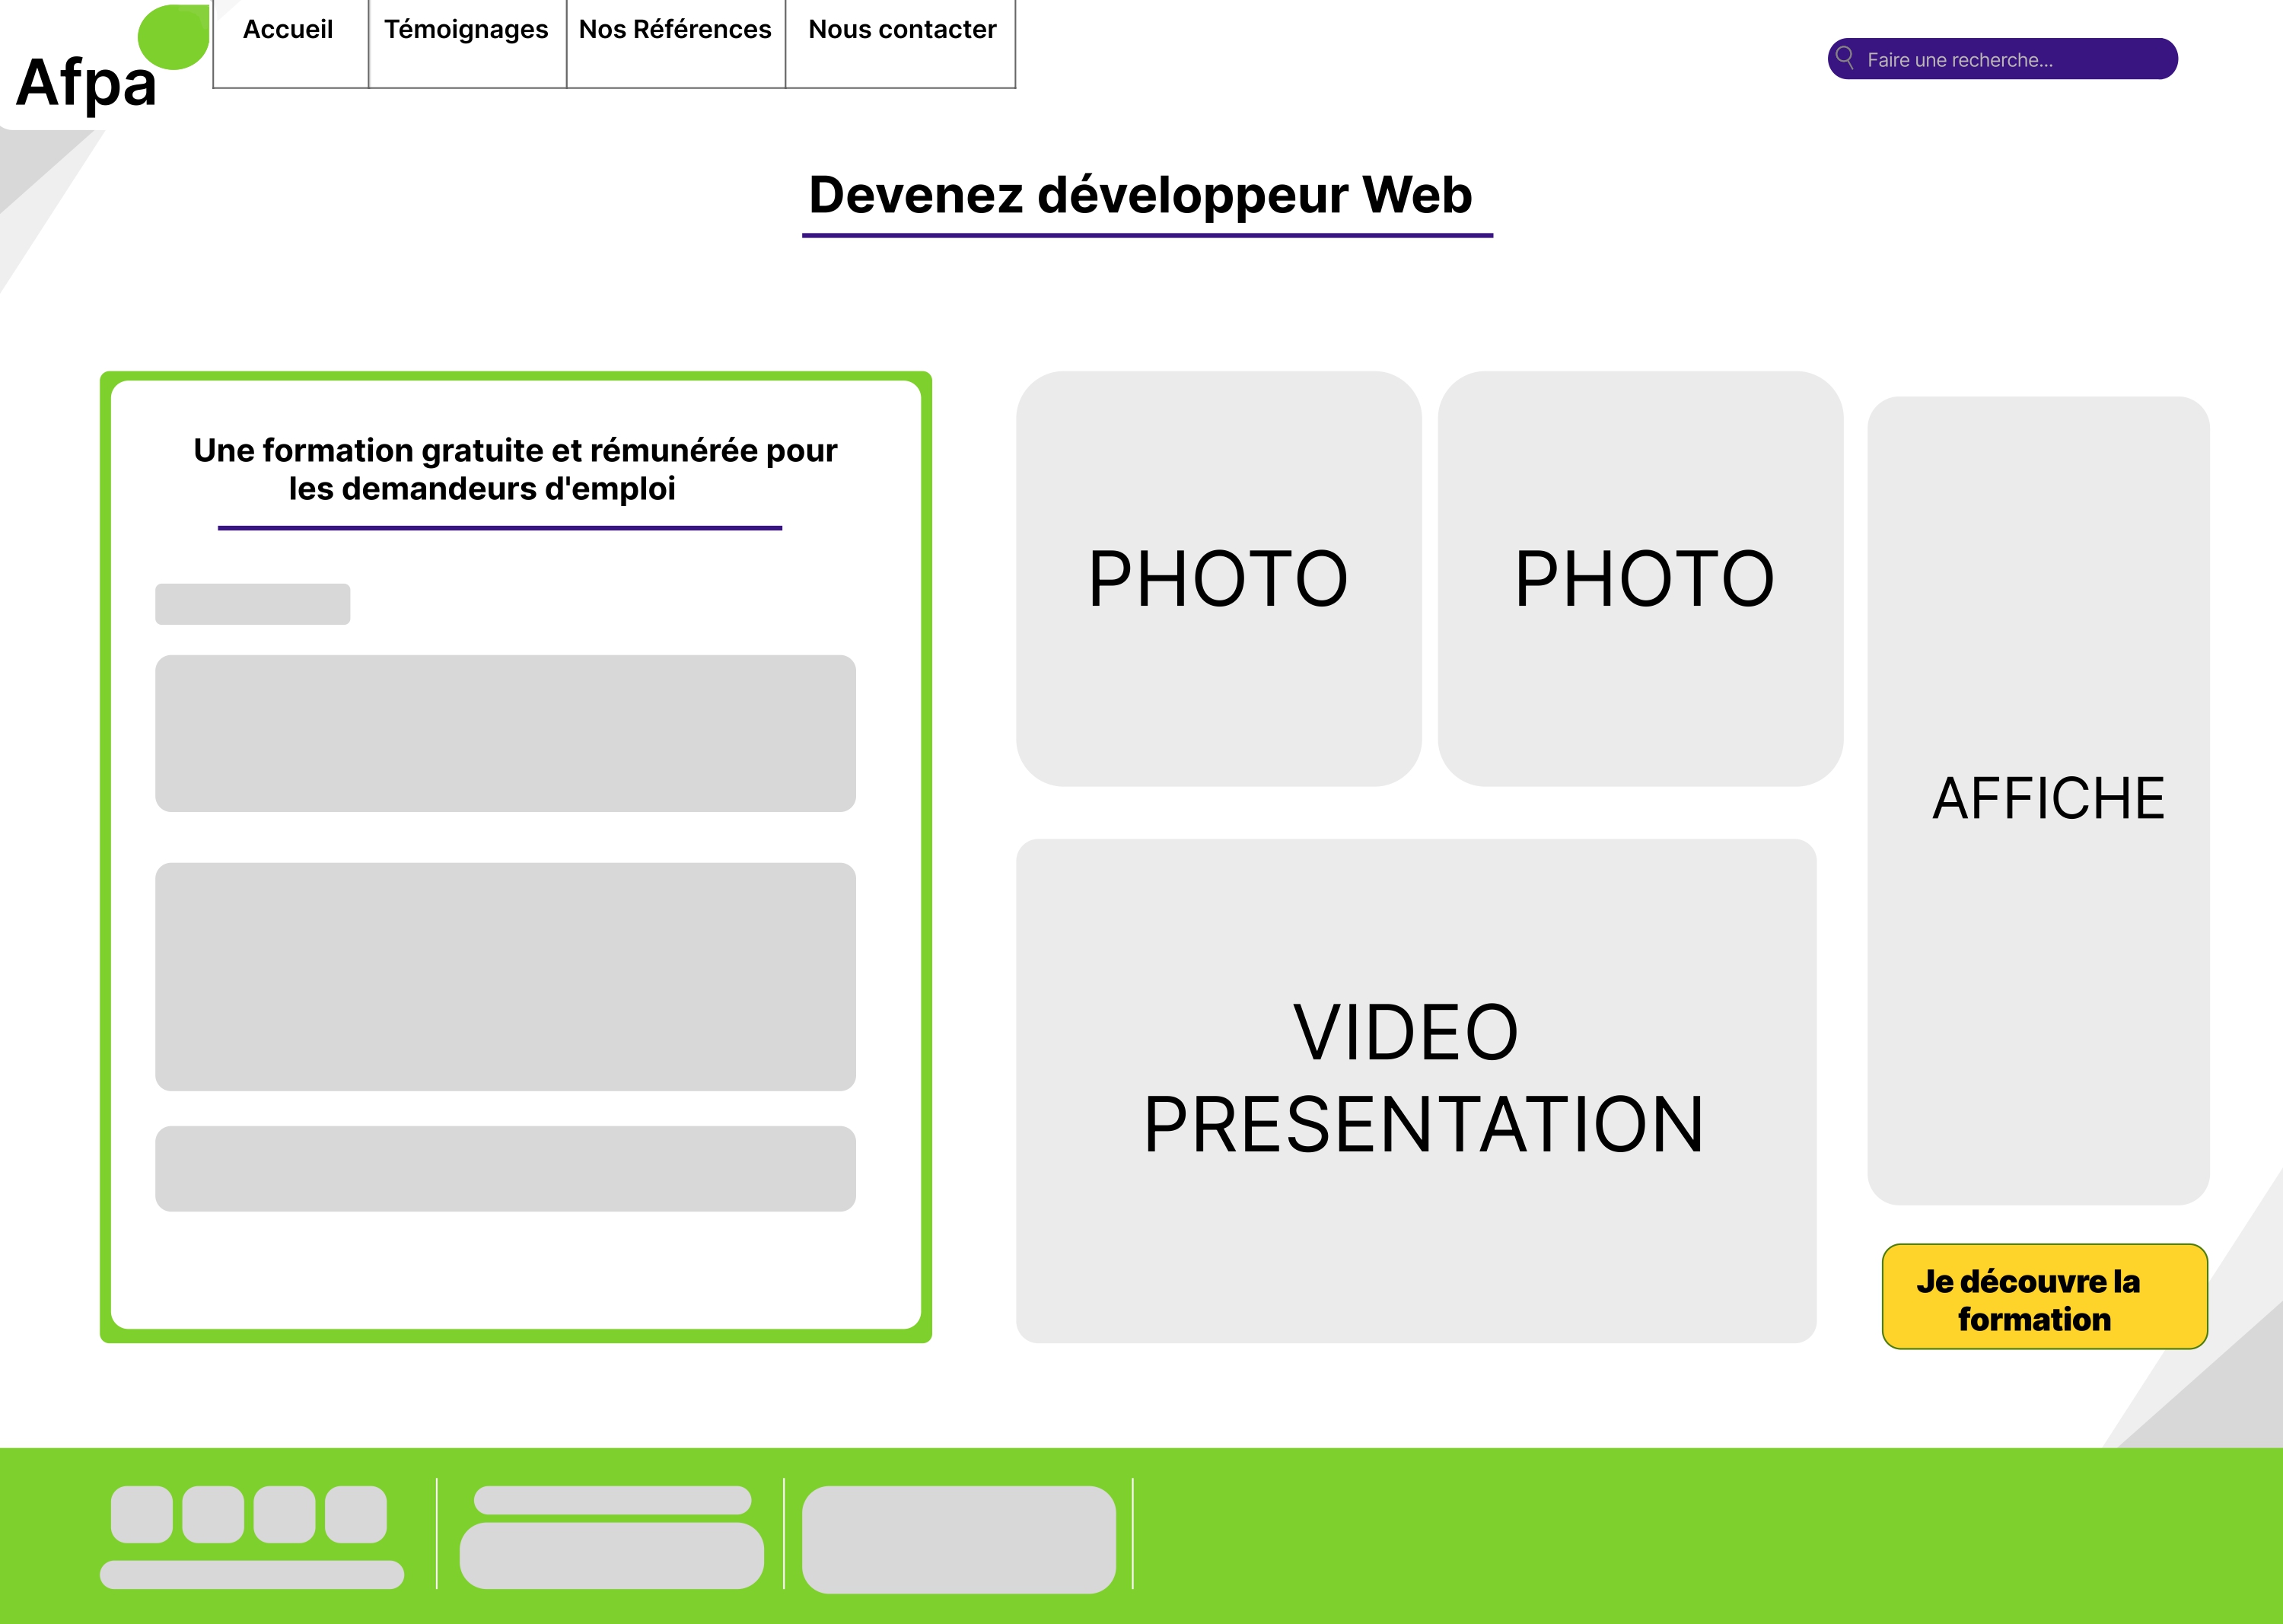 Afpa
Accueil
Témoignages
Nos Références
Nous contacter
Faire une recherche...
Devenez développeur Web
Une formation gratuite et rémunérée pour
les demandeurs d'emploi
PHOTO
PHOTO
AFFICHE
VIDEO
PRESENTATION
Je découvre la
formation